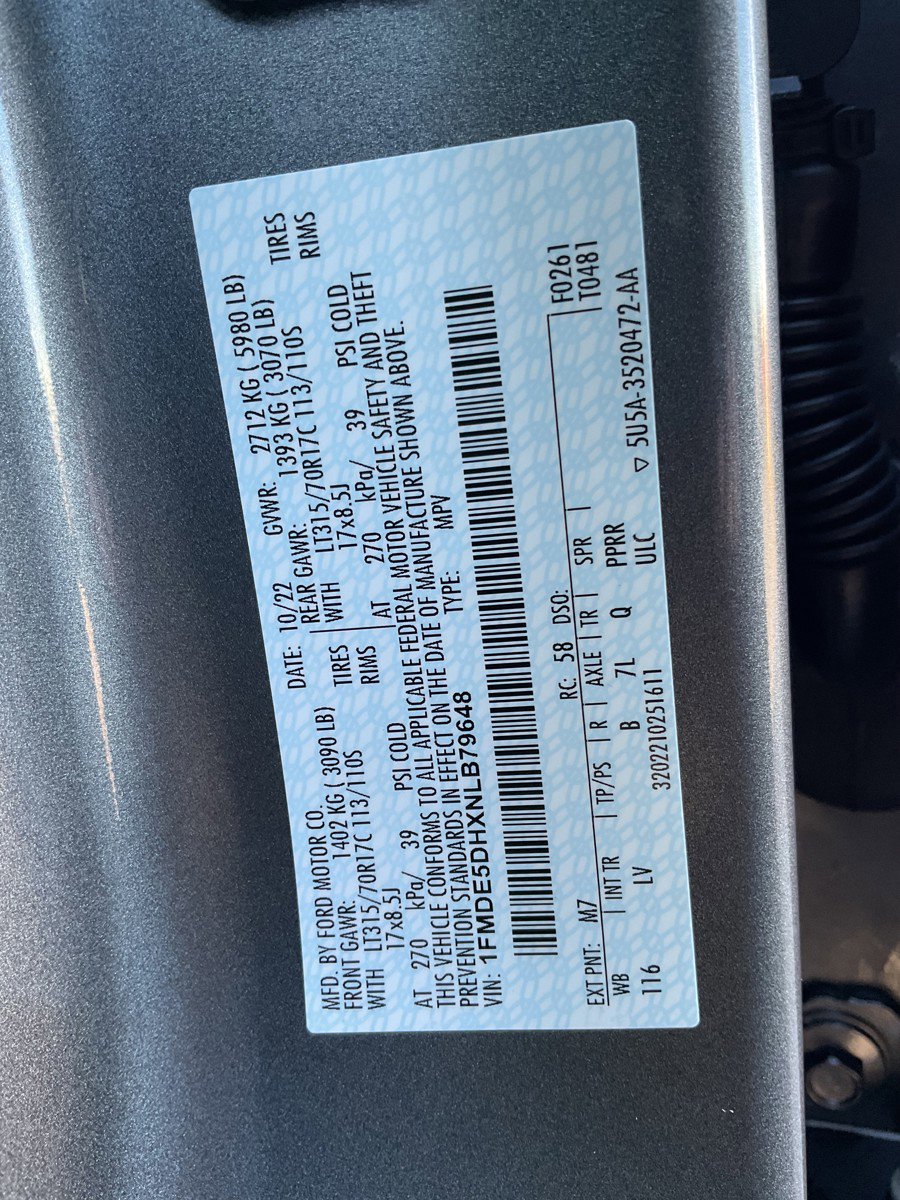 MFD. BY FORD MOTOR CO. DATE: 10/22 GVWR: 2712 KG ( 5980 LB)
FRONT GAWR: 1402 KG ( 3090 LB) REAR GAWR: 1393 KG ( 3070 LB)
WITH LT315/70R17C 113/110S TIRES WITH LT315/70R17C 113/110S TIRES
17x8.5J RIMS 17x8.5J RIMS
AT 270 kPa/ 39 PSI COLD AT 270 kPa/ 39 PSI COLD
THIS VEHICLE CONFORMS TO ALL APPLICABLE FEDERAL MOTOR VEHICLE SAFETY AND THEFT
PREVENTION STANDARDS IN EFFECT ON THE DATE OF MANUFACTURE SHOWN ABOVE.
VIN: 1FMDE5DHXNLB79648 TYPE: MPV
EXT PNT: M7 RC: 58 DSO: F0261
WB INT TR TP/PS R AXLE TR SPR T0481
116 LV B 7L Q PPRR
ULC
320221025161​1 ▽ 5U5A-3520472-AA